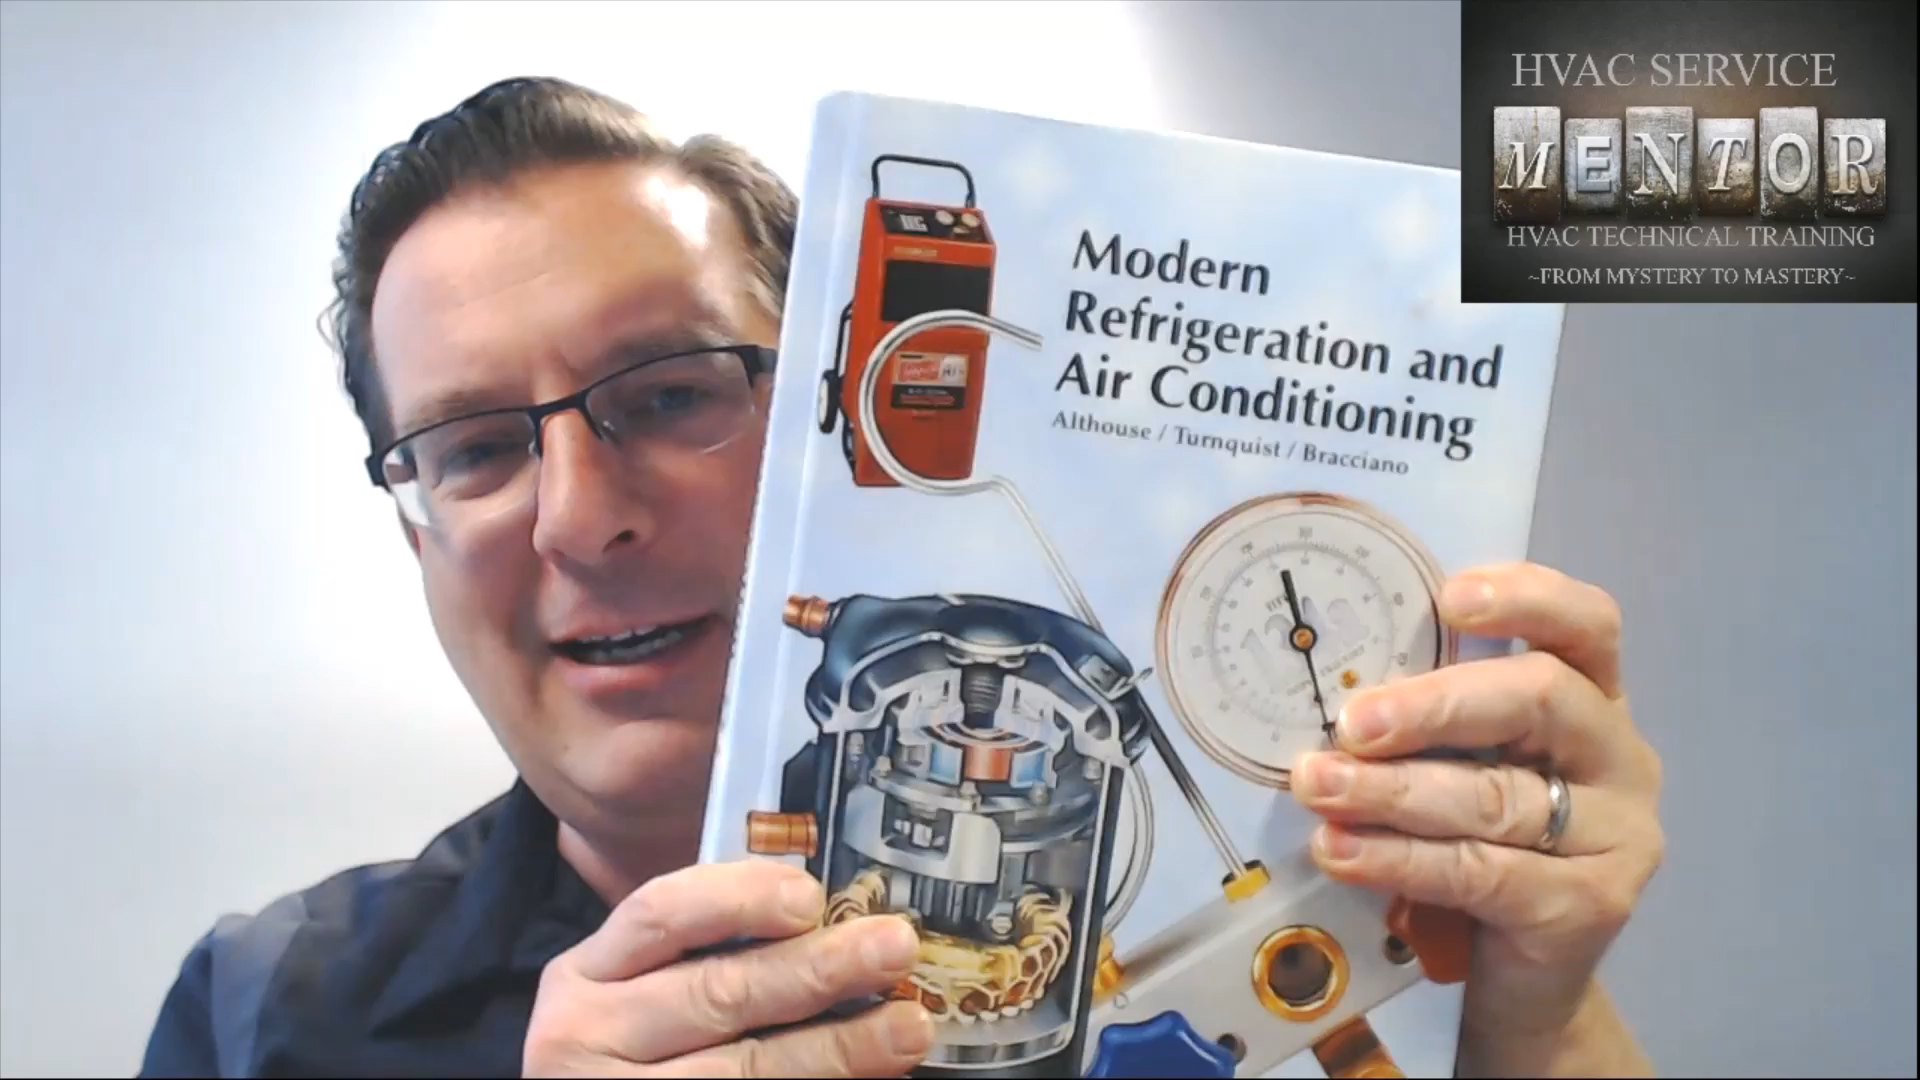 HVAC SERVICE
MENTOR
HVAC TECHNICAL TRAINING
~FROM MYSTERY TO MASTERY~
Modern
Refrigeration and
Air Conditioning
Althouse / Turnquist / Bracciano